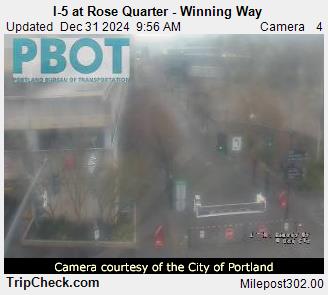 I-5 at Rose Quarter - Winning Way
Updated Dec 31 2024 9:56 AM Camera 4
PBOT
PORTLAND BUREAU OF TRANSPORTATION
Camera courtesy of the City of Portland
TripCheck.com Milepost302.00